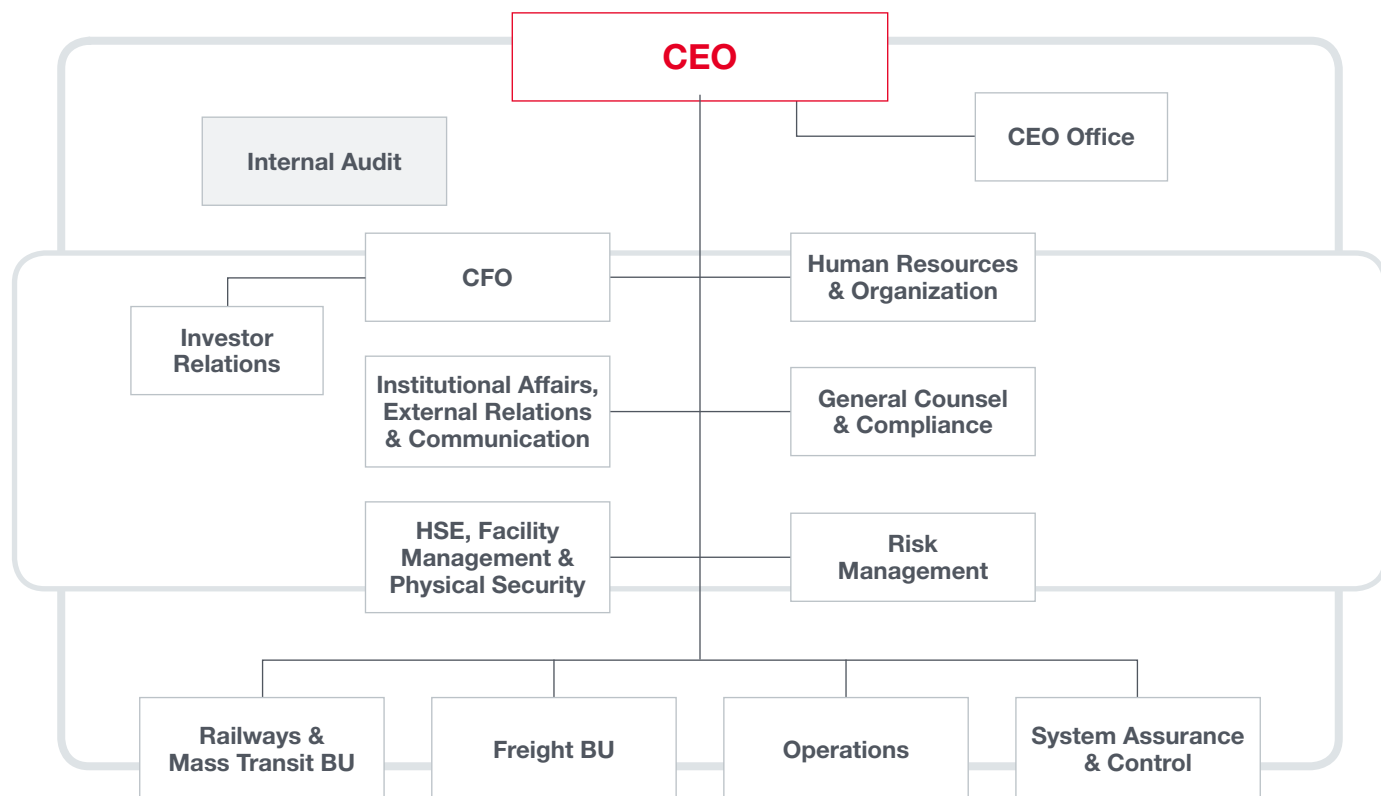 CEO
CEO Office
Internal Audit
CFO
Human Resources
& Organization
Investor
Relations
Institutional Affairs,
External Relations
& Communication
General Counsel
& Compliance
HSE, Facility
Management &
Physical Security
Risk
Management
Railways &
Mass Transit BU
Freight BU
Operations
System Assurance
& Control